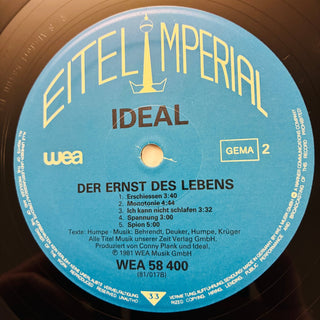 EITEL IMPERIAL
IDEAL
wea
GEMA 2
DER ERNST DES LEBENS
1. Erschiessen 3:40
2. Monotonie 4:44
3. Ich kann nicht schlafen 3:32
4. Spannung 3:00
5. Spion 5:00
Texte: Humpe · Musik: Behrendt, Deuker, Humpe, Krüger
Alle Titel Musik unserer Zeit Verlag GmbH
Produziert von Conny Plank und Ideal
℗ 1981 WEA Musik GmbH
WEA 58 400
(81/017B)
33